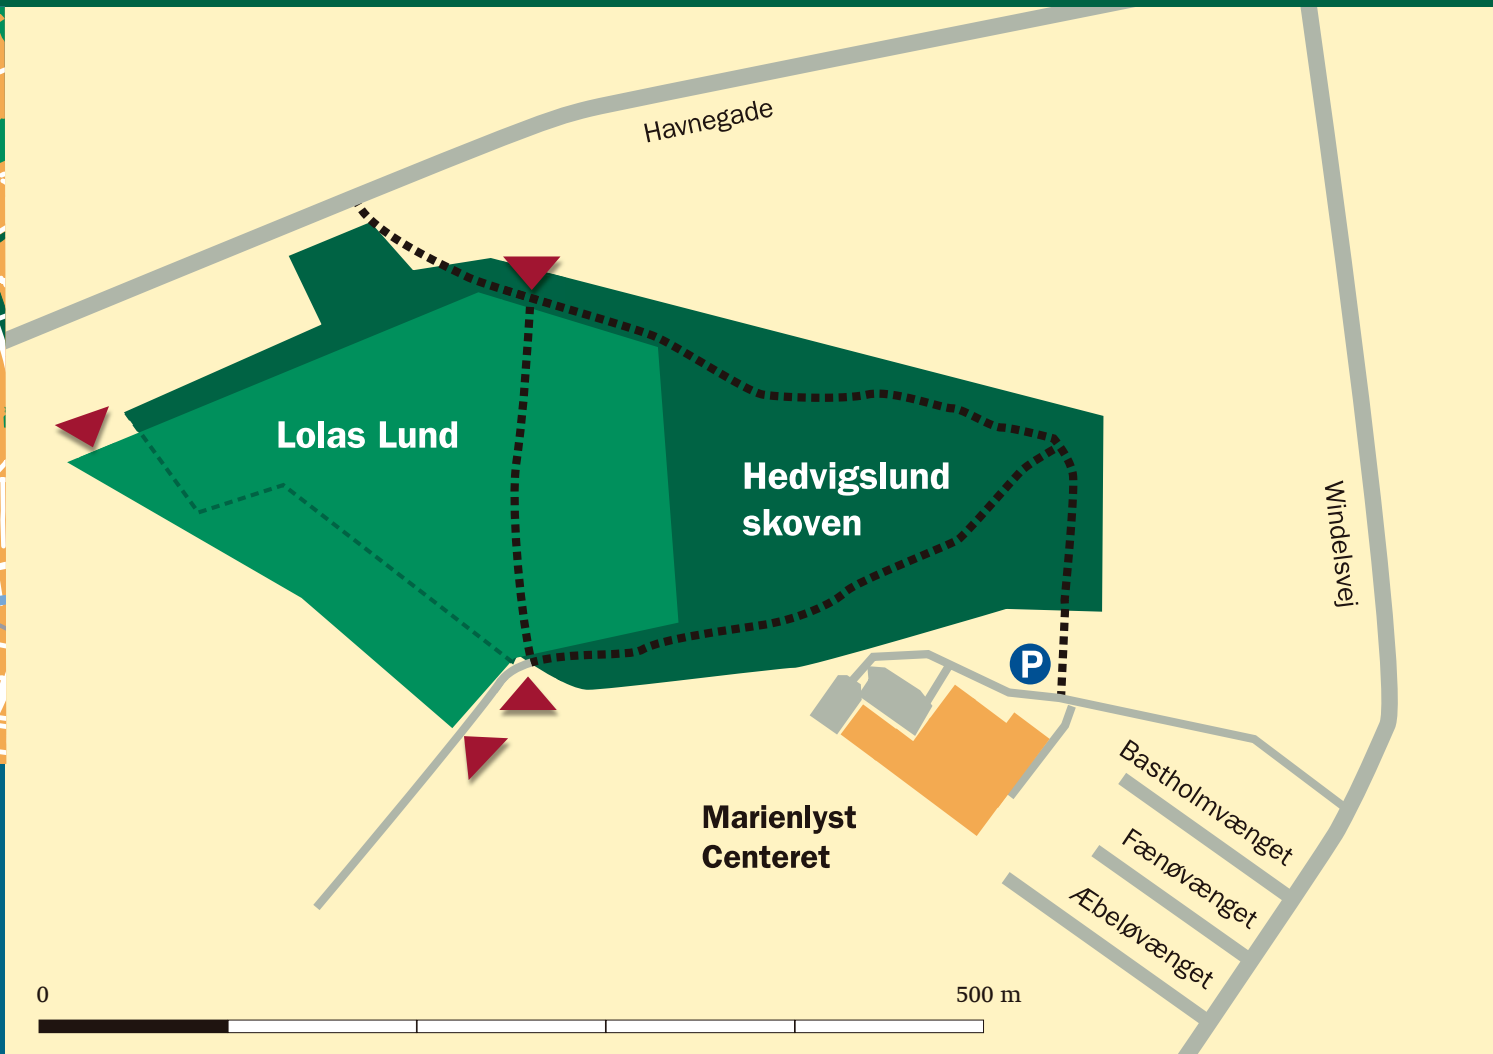 Havnegade
Lolas Lund
Hedvigslund
skoven
Windelsvej
P
Bastholmvænget
Marienlyst
Centeret
Fænøvænget
Æbeløvænget
0
500 m